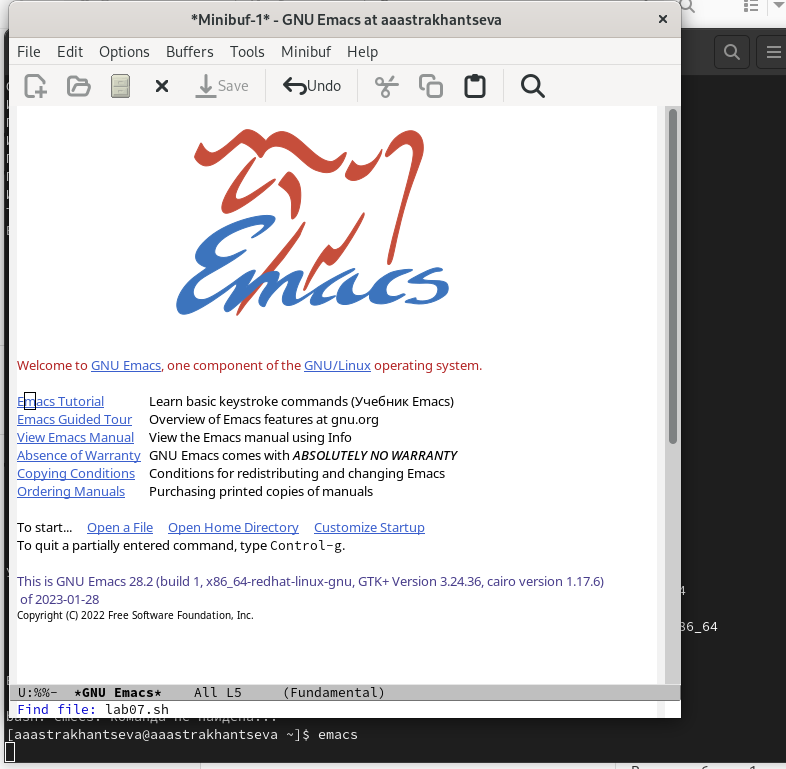 *Minibuf-1* - GNU Emacs at aaastrakhantseva
File Edit Options Buffers Tools Minibuf Help
Save Undo
Emacs
Welcome to GNU Emacs, one component of the GNU/Linux operating system.
Emacs Tutorial Learn basic keystroke commands (Учебник Emacs)
Emacs Guided Tour Overview of Emacs features at gnu.org
View Emacs Manual View the Emacs manual using Info
Absence of Warranty GNU Emacs comes with ABSOLUTELY NO WARRANTY
Copying Conditions Conditions for redistributing and changing Emacs
Ordering Manuals Purchasing printed copies of manuals
To start... Open a File Open Home Directory Customize Startup
To quit a partially entered command, type Control-g.
This is GNU Emacs 28.2 (build 1, x86_64-redhat-linux-gnu, GTK+ Version 3.24.36, cairo version 1.17.6)
of 2023-01-28
Copyright (C) 2022 Free Software Foundation, Inc.
86_64
U:%%- *GNU Emacs* All L5 (Fundamental)
Find file: lab07.sh
[aaastrakhantseva@aaastrakhantseva ~]$ emacs